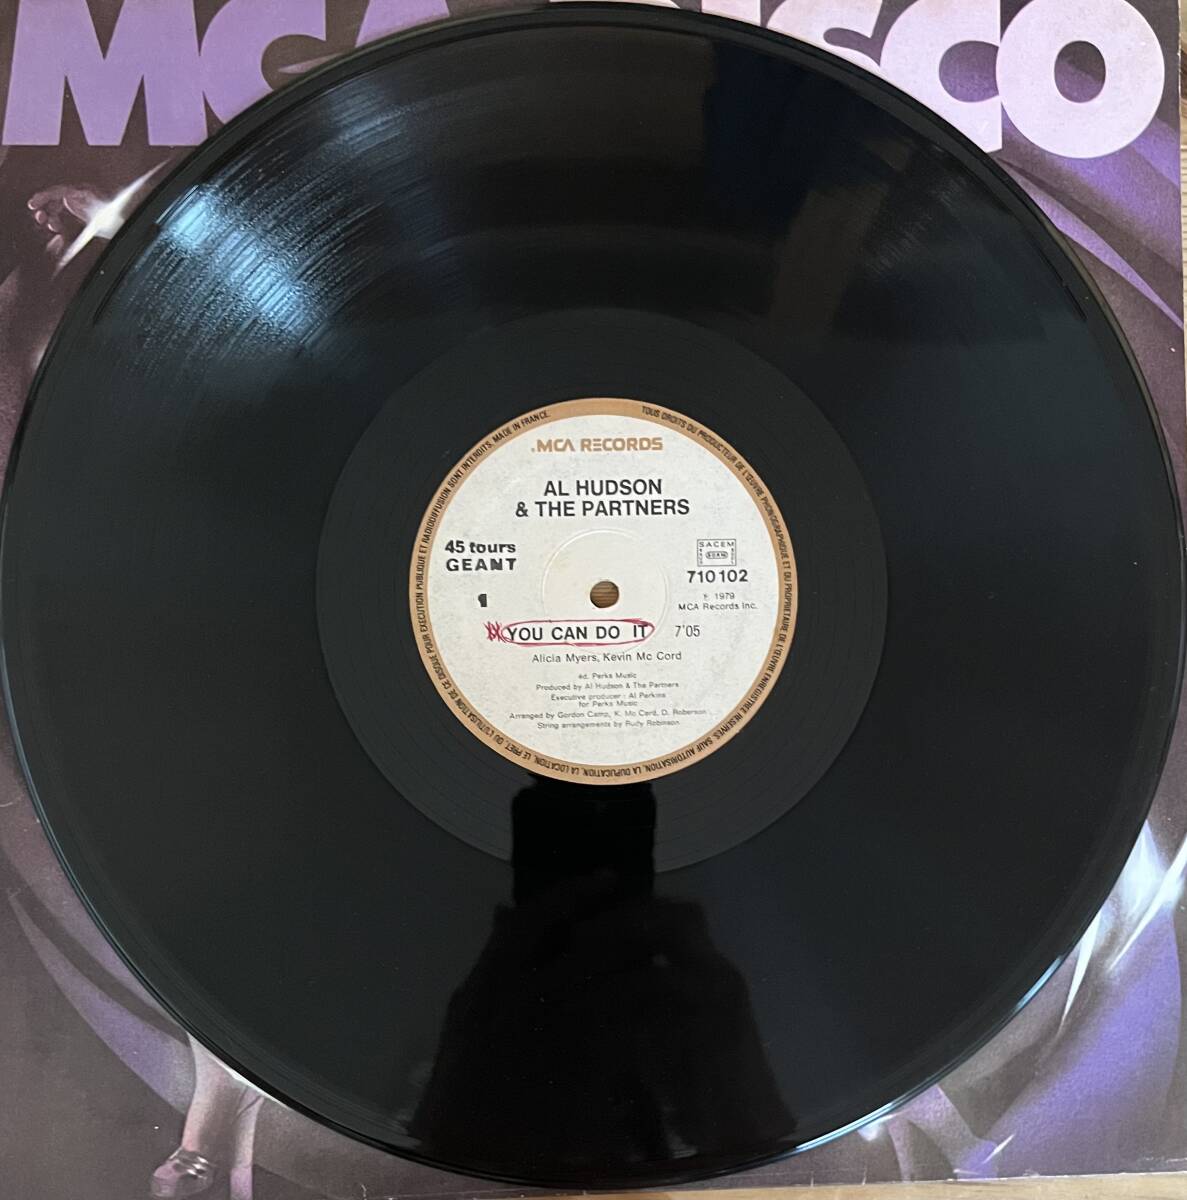 MCA DISCO
TOUS DROITS DU PRODUCTEUR DE L'ŒUVRE PHONOGRAPHIQUE ET DU PROPRIETAIRE DE L'ŒUVRE ENREGISTREE RESERVES. SAUF AUTORISATION, LA DUPLICATION, LA LOCATION, LE PRET, OU L'UTILISATION DE CE DISQUE POUR EXECUTION PUBLIQUE ET RADIODIFFUSION SONT INTERDITS. MADE IN FRANCE.
MCA RECORDS
AL HUDSON
& THE PARTNERS
45 tours
GEANT
SACEM
710102
1
℗ 1979
MCA Records Inc.
YOU CAN DO IT 7'05
Alicia Myers, Kevin Mc Cord
éd. Perks Music
Produced by Al Hudson & The Partners
Executive producer : Al Perkins
for Perks Music
Arranged by Gordon Camp, K. Mc Cord, D. Roberson
String arrangements by Rudy Robinson